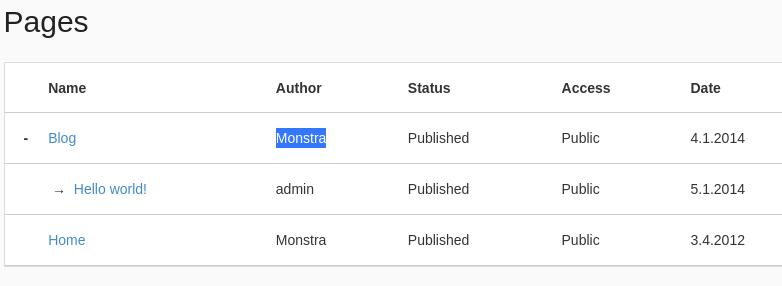 Pages
Name Author Status Access Date
- Blog Monstra Published Public 4.1.2014
→ Hello world! admin Published Public 5.1.2014
Home Monstra Published Public 3.4.2012